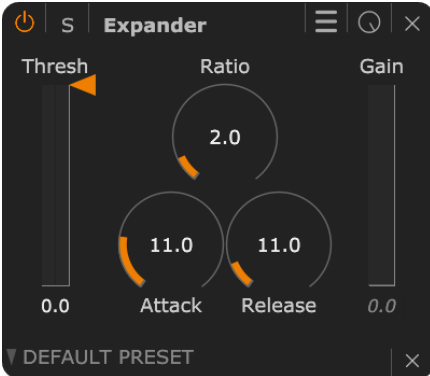 S Expander
Thresh Ratio Gain
2.0
11.0 11.0
0.0 Attack Release 0.0
DEFAULT PRESET